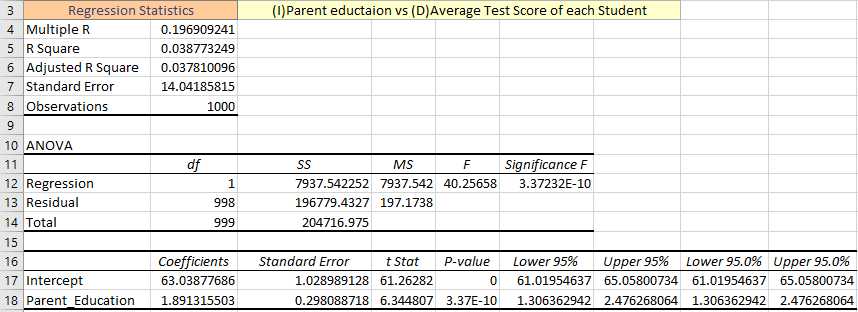 3 Regression Statistics (I)Parent eductaion vs (D)Average Test Score of each Student
4 Multiple R 0.196909241
5 R Square 0.038773249
6 Adjusted R Square 0.037810096
7 Standard Error 14.04185815
8 Observations 1000
9
10 ANOVA
11 df SS MS F Significance F
12 Regression 1 7937.542252 7937.542 40.25658 3.37232E-10
13 Residual 998 196779.4327 197.1738
14 Total 999 204716.975
15
16 Coefficients Standard Error t Stat P-value Lower 95% Upper 95% Lower 95.0% Upper 95.0%
17 Intercept 63.03877686 1.028989128 61.26282 0 61.01954637 65.05800734 61.01954637 65.05800734
18 Parent_Education 1.891315503 0.298088718 6.344807 3.37E-10 1.306362942 2.476268064 1.306362942 2.476268064